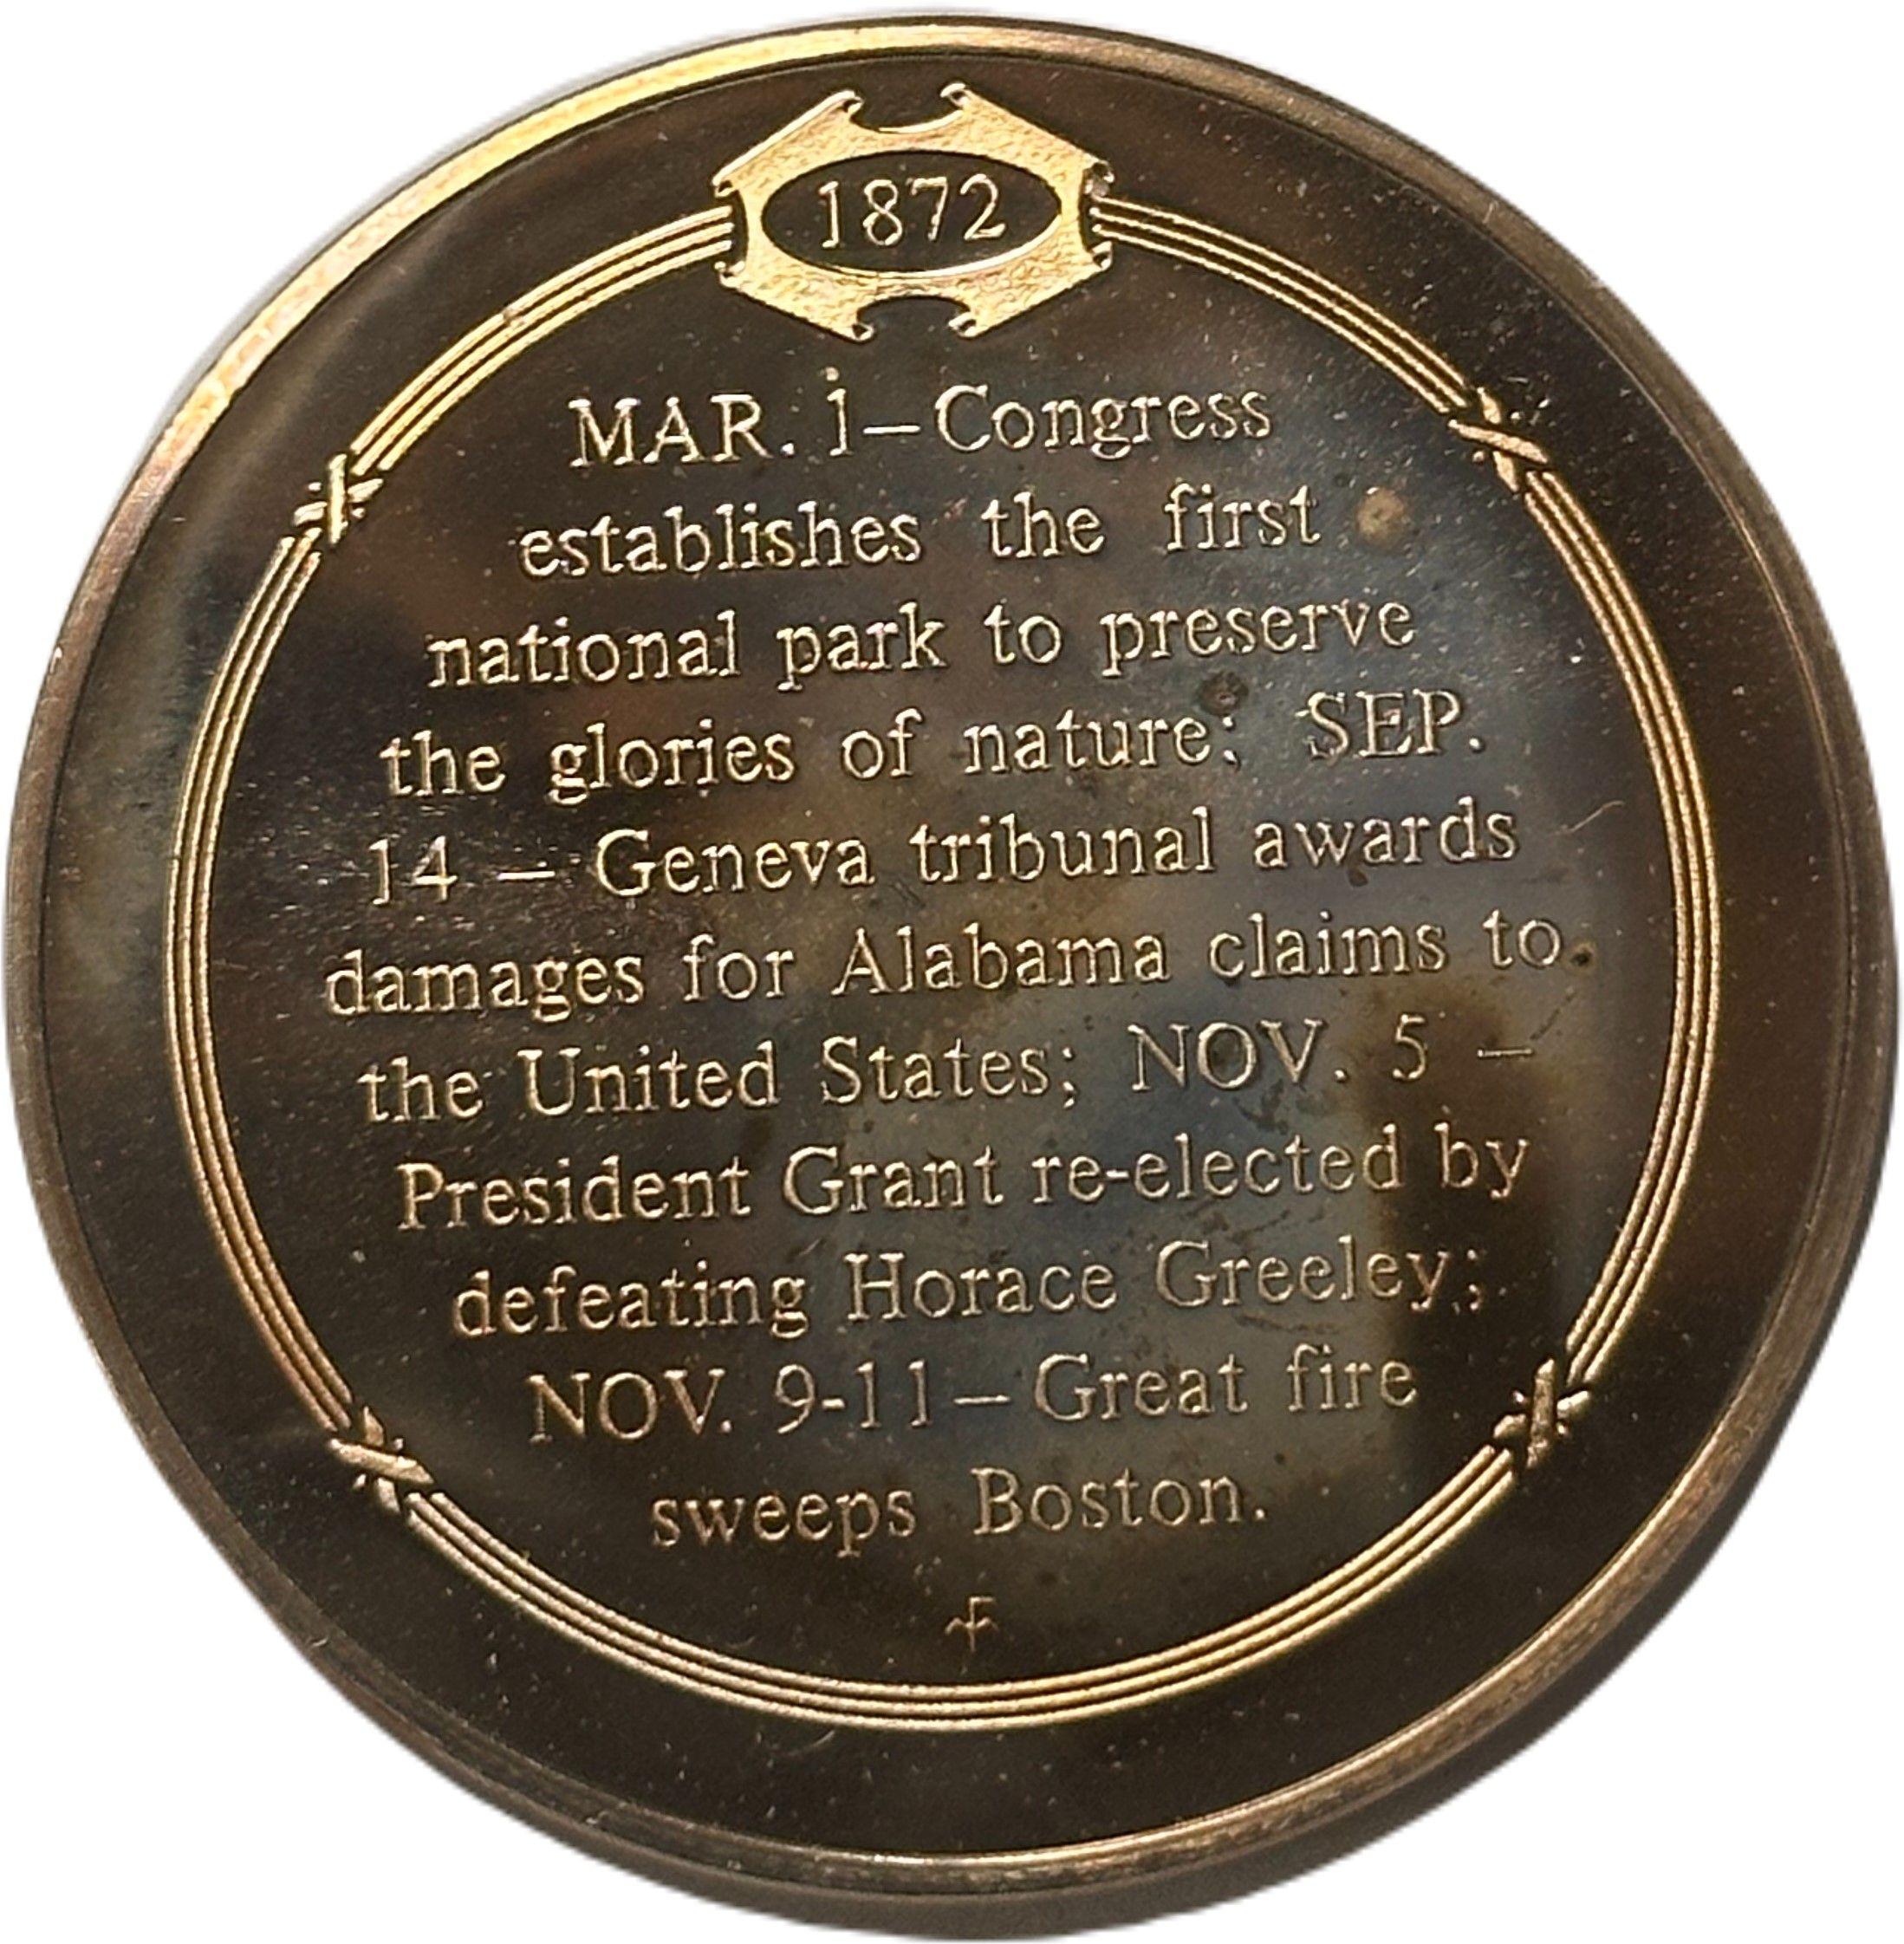 1872
MAR. 1—Congress
establishes the first
national park to preserve
the glories of nature; SEP.
14 — Geneva tribunal awards
damages for Alabama claims to
the United States; NOV. 5 —
President Grant re-elected by
defeating Horace Greeley;
NOV. 9-11—Great fire
sweeps Boston.
F